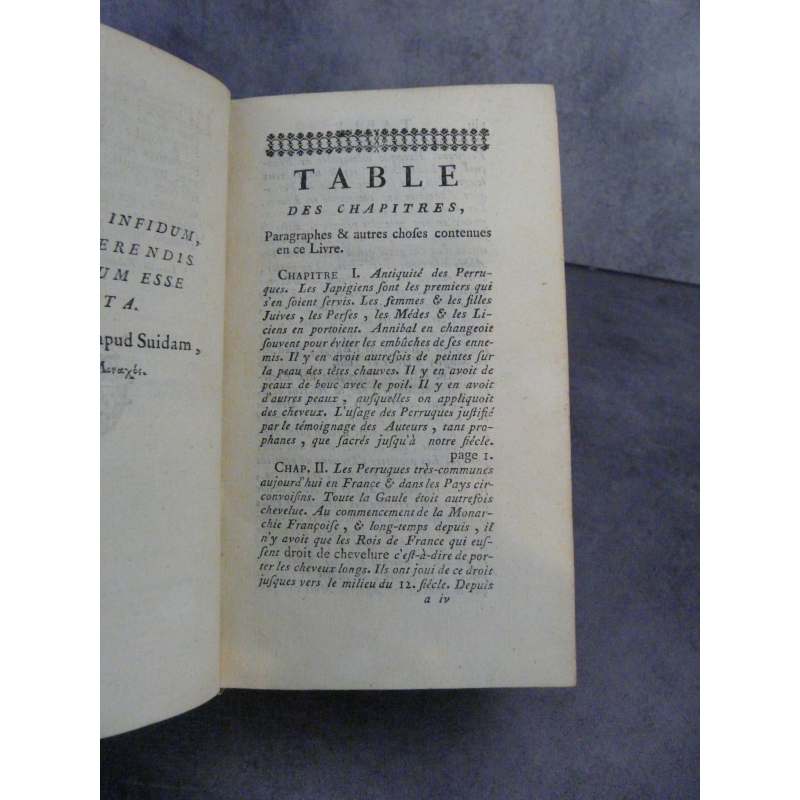 INFIDUM,
ERENDIS
UM ESSE
TA.
apud Suidam,
TABLE
DES CHAPITRES,
Paragraphes & autres choſes contenues
en ce Livre.
CHAPITRE I. Antiquité des Perru-
ques. Les Japigiens ſont les premiers qui
s'en ſoient ſervis. Les femmes & les filles
Juives, les Perſes, les Médes & les Li-
ciens en portoient. Annibal en changeoit
ſouvent pour éviter les embûches de ſes enne-
mis. Il y'en avoit autrefois de peintes ſur
la peau des têtes chauves. Il y en avoit de
peaux de bouc avec le poil. Il y en avoit
d'autres peaux, auſquelles on appliquoit
des cheveux. L'uſage des Perruques juſtifié
par le témoignage des Auteurs, tant pro-
phanes, que ſacrés juſqu'à notre ſiécle.
page 1.
CHAP. II. Les Perruques très-communes
aujourd'hui en France & dans les Pays cir-
convoiſins. Toute la Gaule étoit autrefois
chevelue. Au commencement de la Monar-
chie Françoiſe, & long-temps depuis, il
n'y avoit que les Rois de France qui euſ-
ſent droit de chevelure c'eſt-à-dire de por-
ter les cheveux longs. Ils ont joui de ce droit
juſques vers le milieu du 12. ſiécle. Depuis
a iv